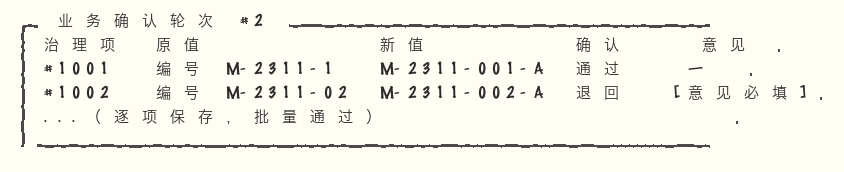 业务确认轮次 #2
治理项 原值 新值 确认 意见
#1001 编号 M-2311-1 M-2311-001-A 通过 —
#1002 编号 M-2311-02 M-2311-002-A 退回 [意见必填]
...（逐项保存，批量通过）